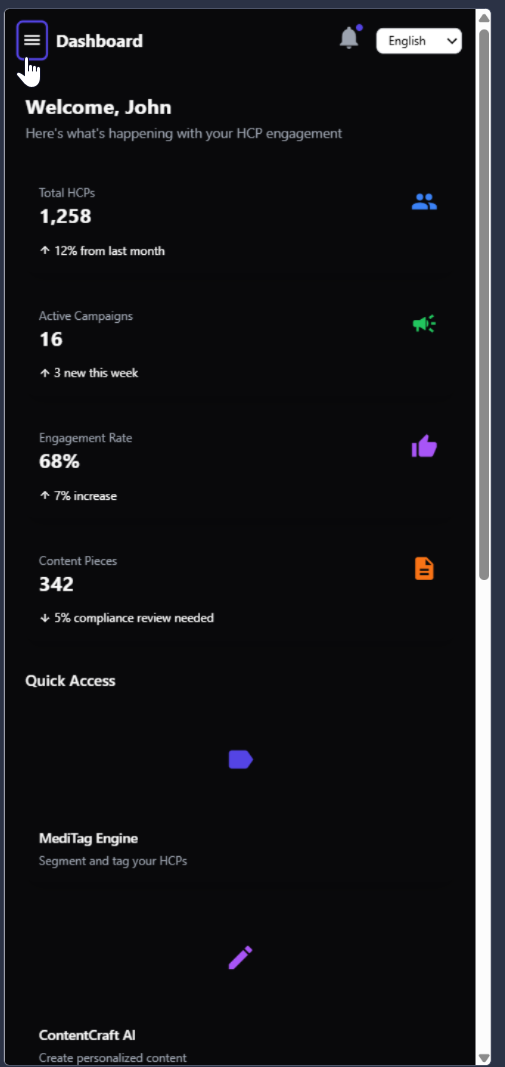 Dashboard
English
Welcome, John
Here's what's happening with your HCP engagement
Total HCPs
1,258
↑ 12% from last month
Active Campaigns
16
↑ 3 new this week
Engagement Rate
68%
↑ 7% increase
Content Pieces
342
↓ 5% compliance review needed
Quick Access
MediTag Engine
Segment and tag your HCPs
ContentCraft AI
Create personalized content